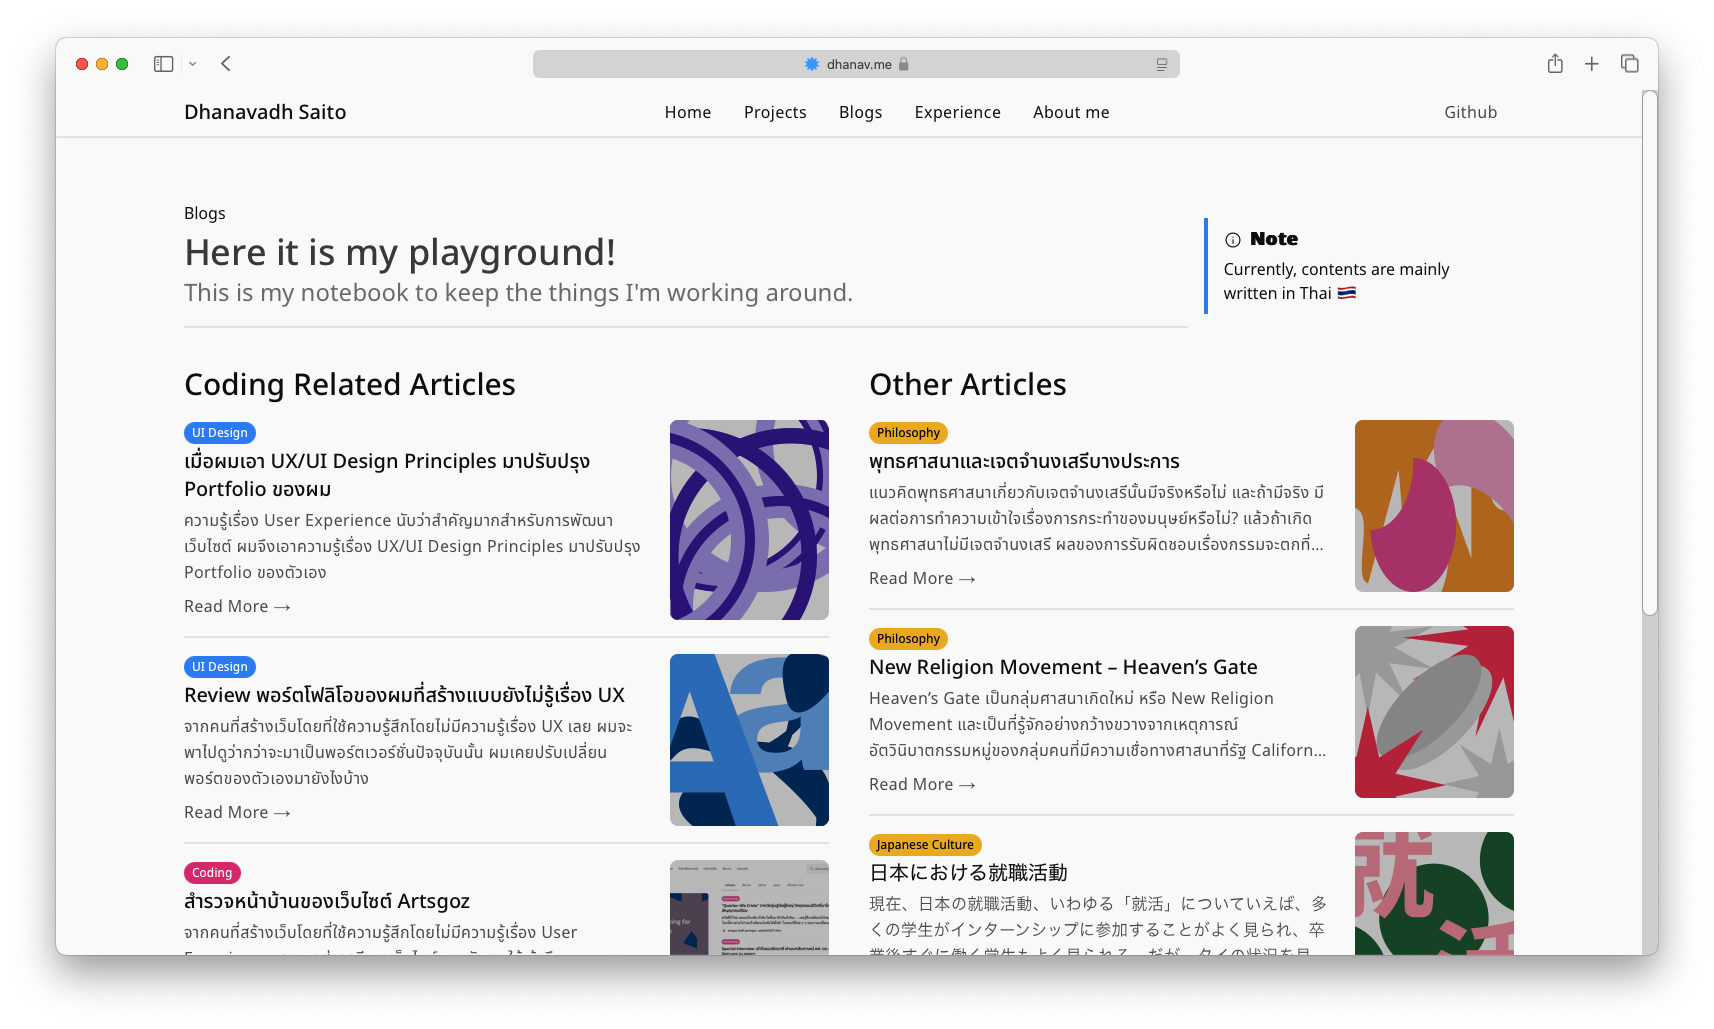 dhanav.me
Dhanavadh Saito
Home
Projects
Blogs
Experience
About me
Github
Blogs
Here it is my playground!
This is my notebook to keep the things I'm working around.
Note
Currently, contents are mainly
written in Thai 🇹🇭
Coding Related Articles
UI Design
เมื่อผมเอา UX/UI Design Principles มาปรับปรุง
Portfolio ของผม
ความรู้เรื่อง User Experience นับว่าสำคัญมากสำหรับการพัฒนา
เว็บไซต์ ผมจึงเอาความรู้เรื่อง UX/UI Design Principles มาปรับปรุง
Portfolio ของตัวเอง
Read More →
UI Design
Review พอร์ตโฟลิโอของผมที่สร้างแบบยังไม่รู้เรื่อง UX
จากคนที่สร้างเว็บโดยที่ใช้ความรู้สึกโดยไม่มีความรู้เรื่อง UX เลย ผมจะ
พาไปดูว่ากว่าจะมาเป็นพอร์ตเวอร์ชั่นปัจจุบันนั้น ผมเคยปรับเปลี่ยน
พอร์ตของตัวเองมายังไงบ้าง
Read More →
Aa
Coding
สำรวจหน้าบ้านของเว็บไซต์ Artsgoz
จากคนที่สร้างเว็บโดยที่ใช้ความรู้สึกโดยไม่มีความรู้เรื่อง User
Other Articles
Philosophy
พุทธศาสนาและเจตจำนงเสรีบางประการ
แนวคิดพุทธศาสนาเกี่ยวกับเจตจำนงเสรีนั้นมีจริงหรือไม่ และถ้ามีจริง มี
ผลต่อการทำความเข้าใจเรื่องการกระทำของมนุษย์หรือไม่? แล้วถ้าเกิด
พุทธศาสนาไม่มีเจตจำนงเสรี ผลของการรับผิดชอบเรื่องกรรมจะตกที่...
Read More →
Philosophy
New Religion Movement – Heaven’s Gate
Heaven’s Gate เป็นกลุ่มศาสนาเกิดใหม่ หรือ New Religion
Movement และเป็นที่รู้จักอย่างกว้างขวางจากเหตุการณ์
อัตวินิบาตกรรมหมู่ของกลุ่มคนที่มีความเชื่อทางศาสนาที่รัฐ Californ...
Read More →
Japanese Culture
日本における就職活動
現在、日本の就職活動、いわゆる「就活」についていえば、多
くの学生がインターンシップに参加することがよく見られ、卒
業後すぐに働く学生もよく見られる。だが、タイの状況を見
就
活